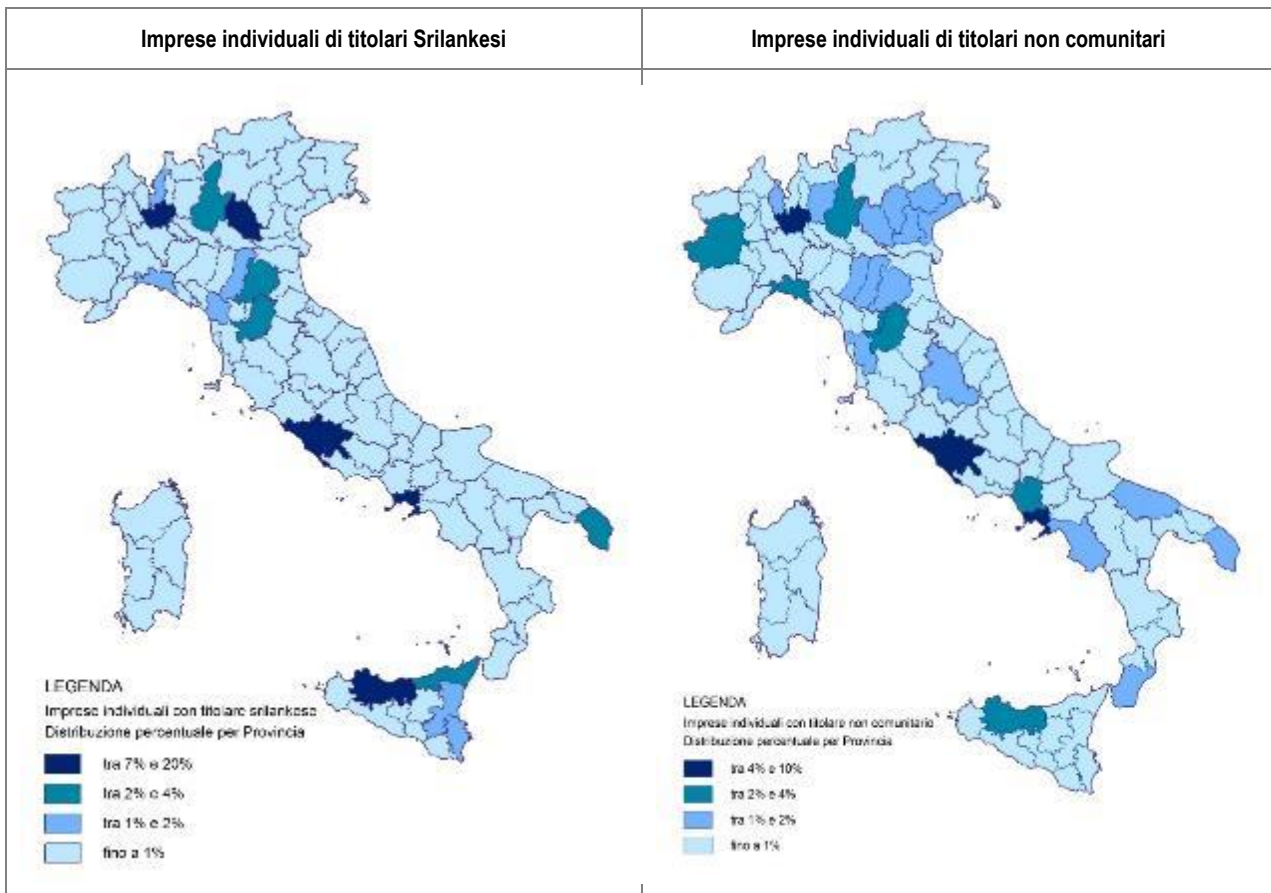 Imprese individuali di titolari Srilankesi
Imprese individuali di titolari non comunitari
LEGENDA
Imprese individuali con titolare srilankese
Distribuzione percentuale per Provincia
tra 7% e 20%
tra 2% e 4%
tra 1% e 2%
fino a 1%
LEGENDA
Imprese individuali con titolare non comunitario
Distribuzione percentuale per Provincia
tra 4% e 10%
tra 2% e 4%
tra 1% e 2%
fino a 1%